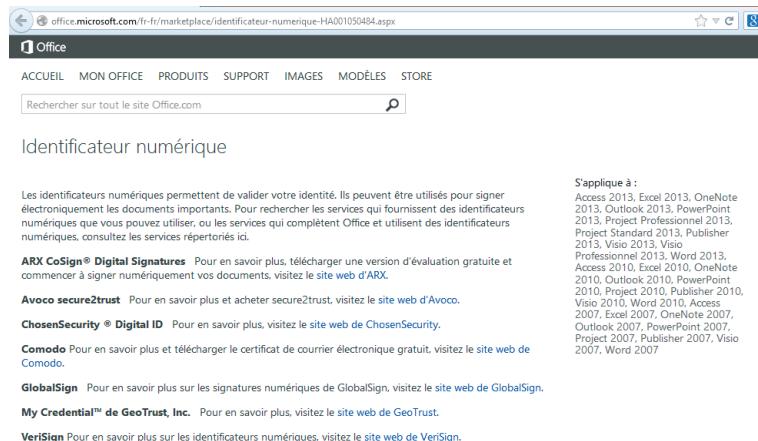 office.microsoft.com/fr-fr/marketplace/identificateur-numerique-HA001050484.aspx
Office
ACCUEIL MON OFFICE PRODUITS SUPPORT IMAGES MODÈLES STORE
Rechercher sur tout le site Office.com
Identificateur numérique
Les identificateurs numériques permettent de valider votre identité. Ils peuvent être utilisés pour signer
électroniquement les documents importants. Pour rechercher les services qui fournissent des identificateurs
numériques que vous pouvez utiliser, ou les services qui complètent Office et utilisent des identificateurs
numériques, consultez les services répertoriés ici.
ARX CoSign® Digital Signatures Pour en savoir plus, télécharger une version d'évaluation gratuite et
commencer à signer numériquement vos documents, visitez le site web d'ARX.
Avoco secure2trust Pour en savoir plus et acheter secure2trust, visitez le site web d'Avoco.
ChosenSecurity ® Digital ID Pour en savoir plus, visitez le site web de ChosenSecurity.
Comodo Pour en savoir plus et télécharger le certificat de courrier électronique gratuit, visitez le site web de
Comodo.
GlobalSign Pour en savoir plus sur les signatures numériques de GlobalSign, visitez le site web de GlobalSign.
My Credential™ de GeoTrust, Inc. Pour en savoir plus, visitez le site web de GeoTrust.
VeriSign Pour en savoir plus sur les identificateurs numériques, visitez le site web de VeriSign.
S'applique à :
Access 2013, Excel 2013, OneNote
2013, Outlook 2013, PowerPoint
2013, Project Professionnel 2013,
Project Standard 2013, Publisher
2013, Visio 2013, Visio
Professionnel 2013, Word 2013,
Access 2010, Excel 2010, OneNote
2010, Outlook 2010, PowerPoint
2010, Project 2010, Publisher 2010,
Visio 2010, Word 2010, Access
2007, Excel 2007, OneNote 2007,
Outlook 2007, PowerPoint 2007,
Project 2007, Publisher 2007, Visio
2007, Word 2007